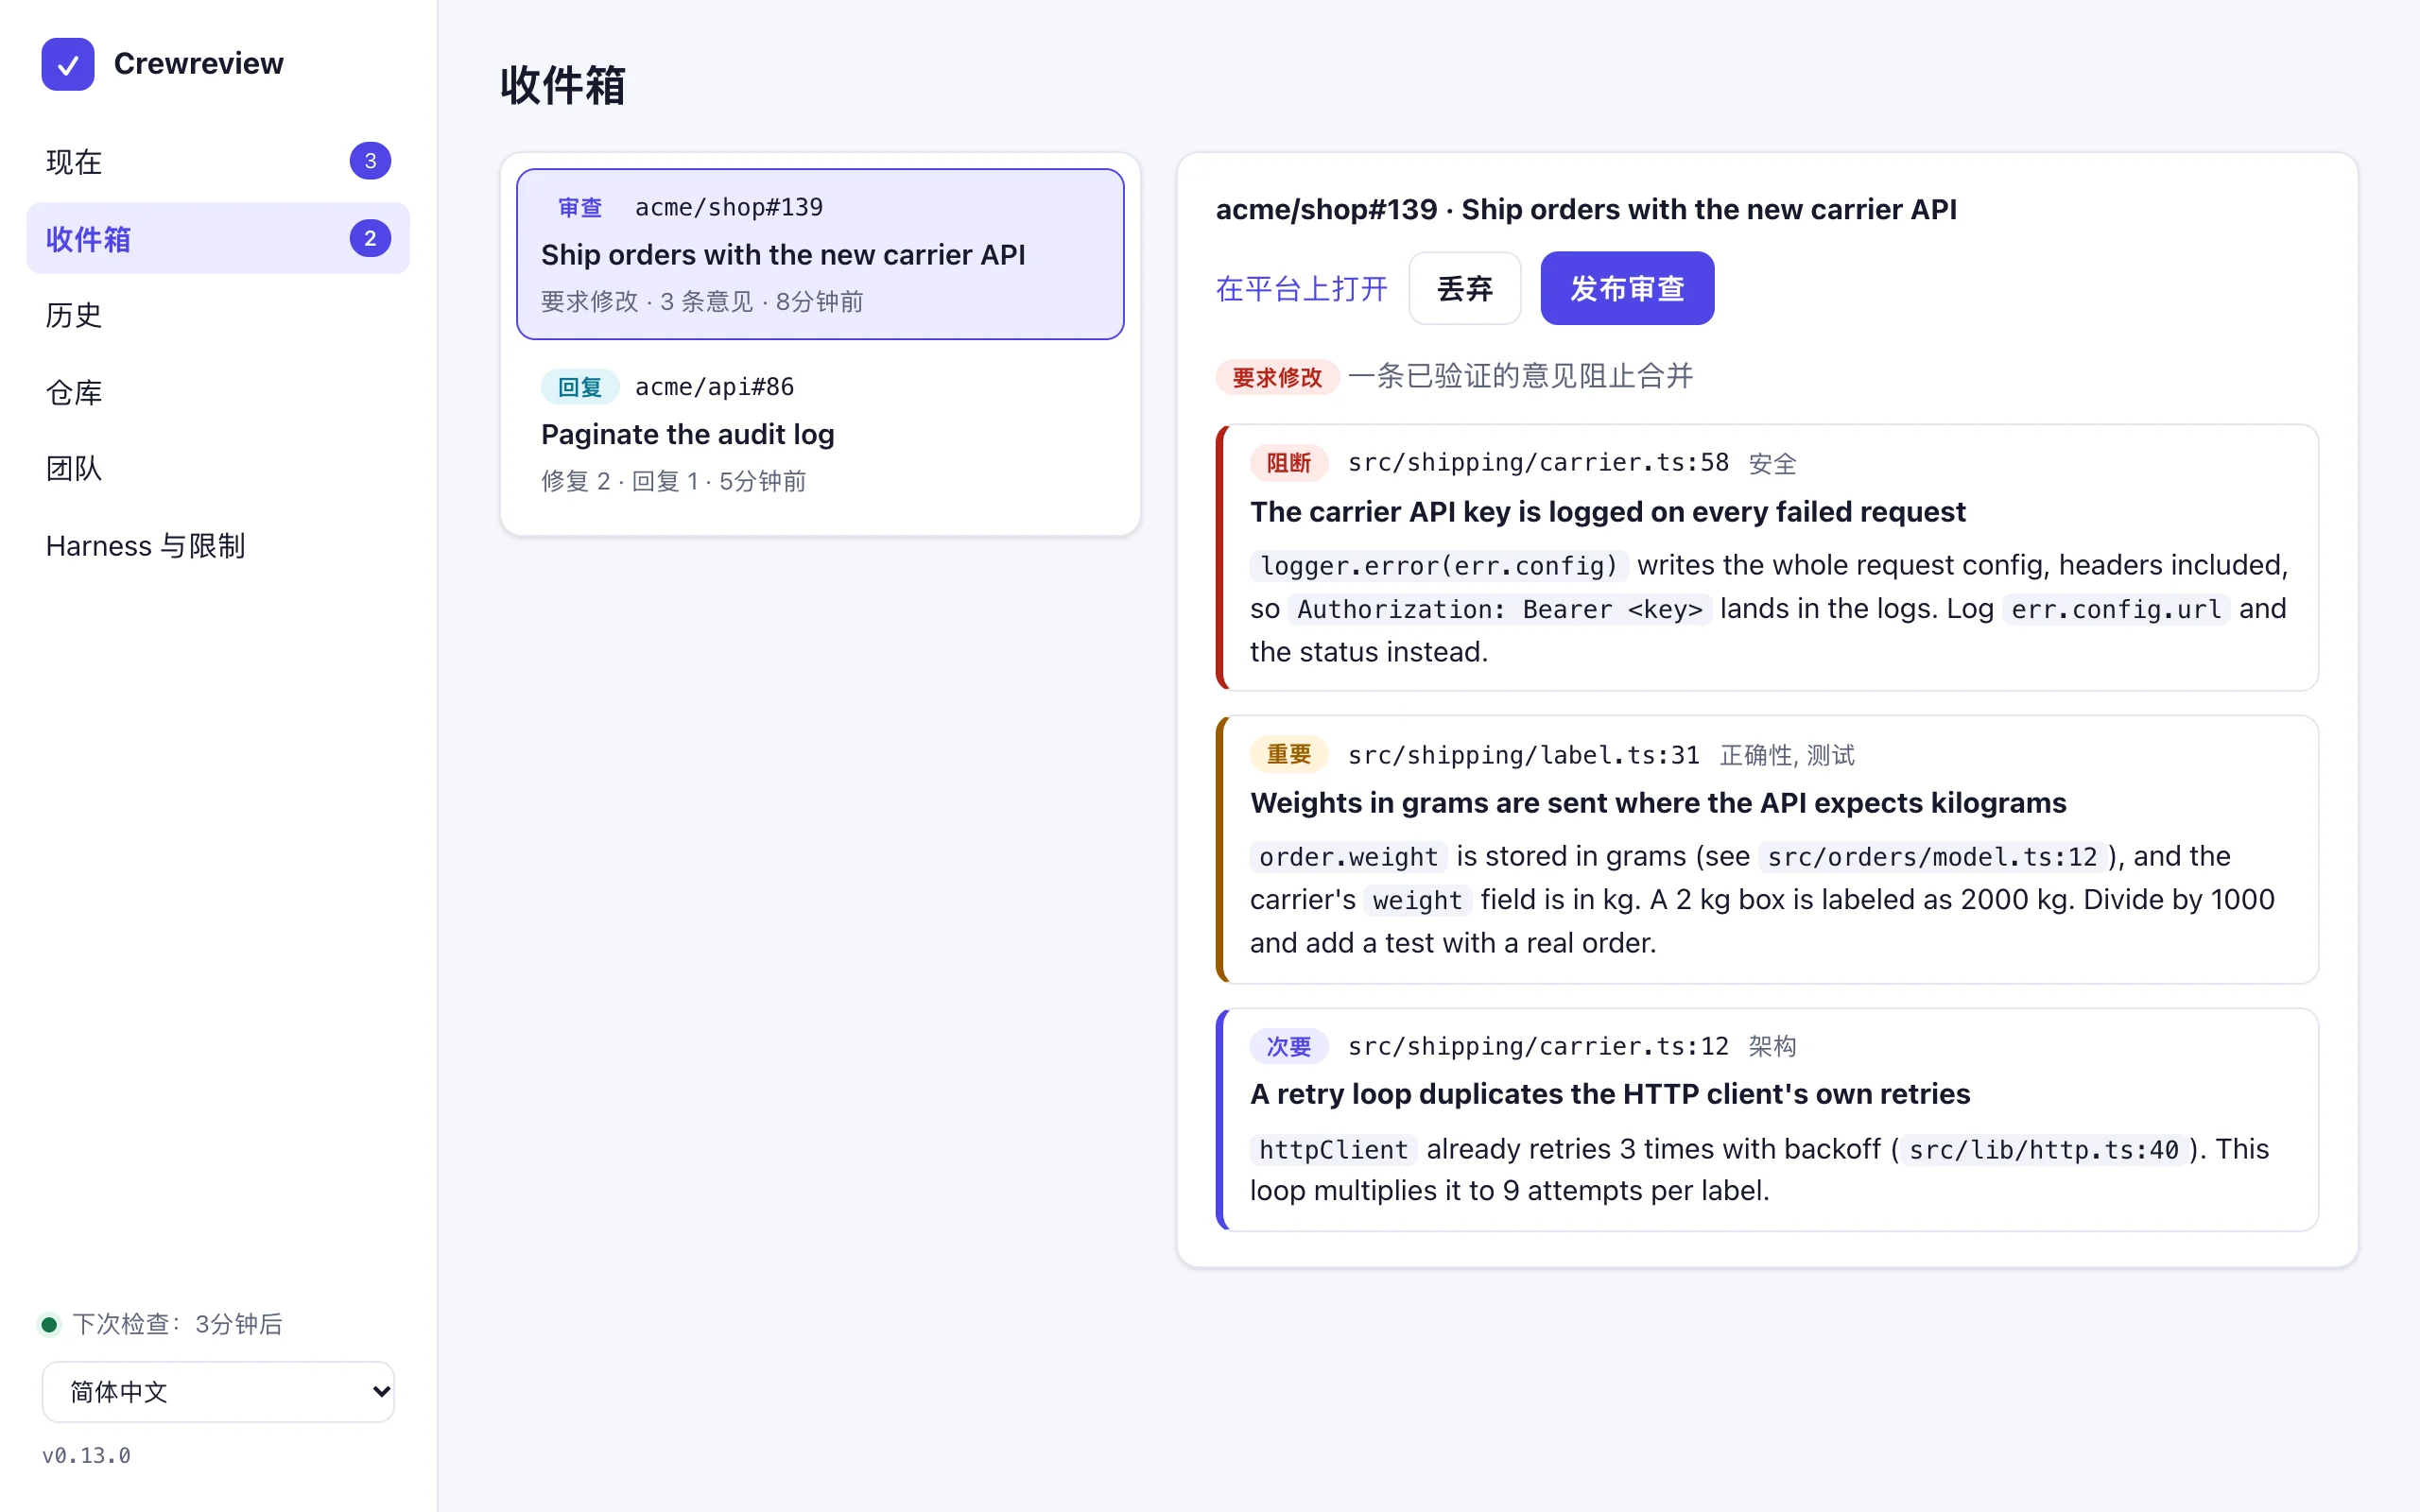 Crewreview
现在 3
收件箱 2
历史
仓库
团队
Harness 与限制
下次检查：3分钟后
简体中文
v0.13.0
收件箱
审查 acme/shop#139
Ship orders with the new carrier API
要求修改 · 3 条意见 · 8分钟前
回复 acme/api#86
Paginate the audit log
修复 2 · 回复 1 · 5分钟前
acme/shop#139 · Ship orders with the new carrier API
在平台上打开 丢弃 发布审查
要求修改 一条已验证的意见阻止合并
阻断 src/shipping/carrier.ts:58 安全
The carrier API key is logged on every failed request
logger.error(err.config) writes the whole request config, headers included,
so Authorization: Bearer <key> lands in the logs. Log err.config.url and
the status instead.
重要 src/shipping/label.ts:31 正确性, 测试
Weights in grams are sent where the API expects kilograms
order.weight is stored in grams (see src/orders/model.ts:12), and the
carrier's weight field is in kg. A 2 kg box is labeled as 2000 kg. Divide by 1000
and add a test with a real order.
次要 src/shipping/carrier.ts:12 架构
A retry loop duplicates the HTTP client's own retries
httpClient already retries 3 times with backoff (src/lib/http.ts:40). This
loop multiplies it to 9 attempts per label.